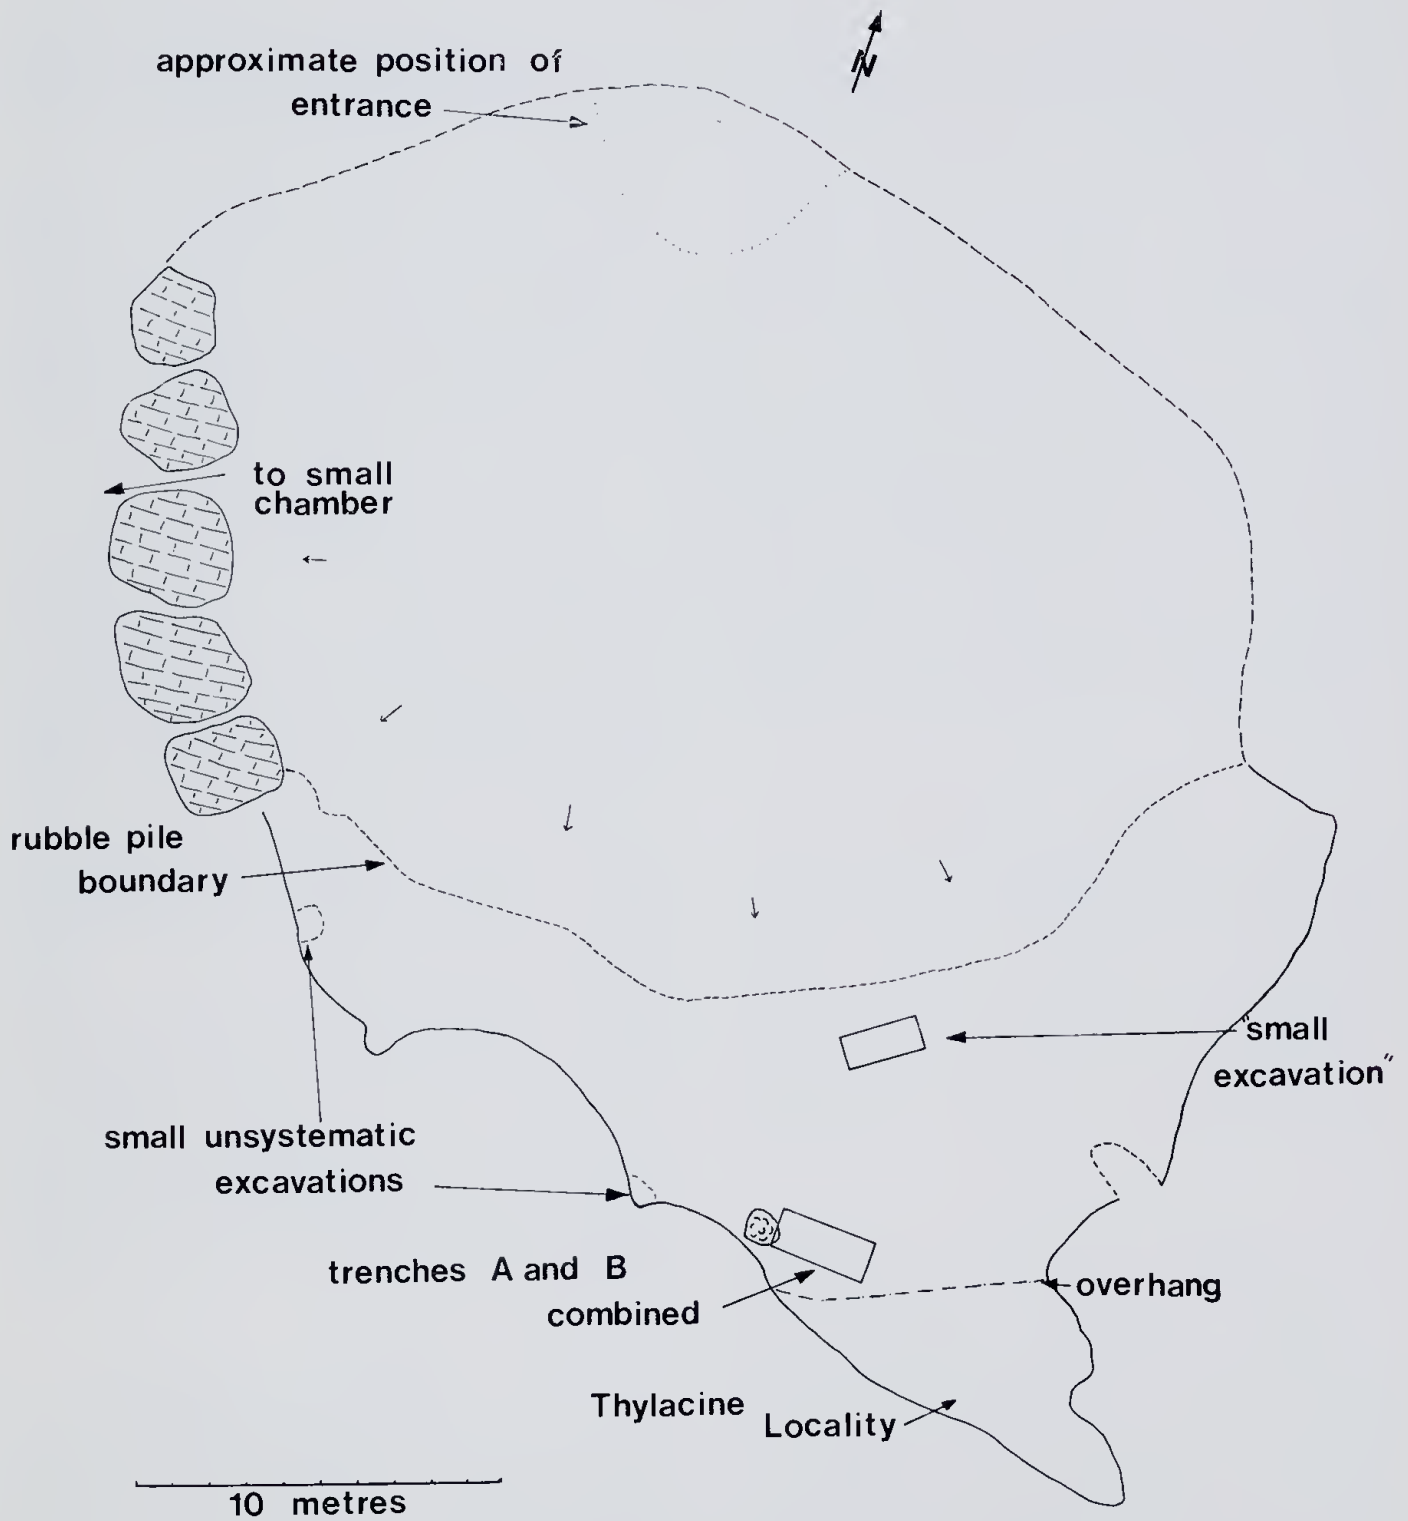 N
approximate position of
entrance
to small
chamber
rubble pile
boundary
"small
excavation"
small unsystematic
excavations
trenches A and B
combined
overhang
Thylacine
Locality
10 metres